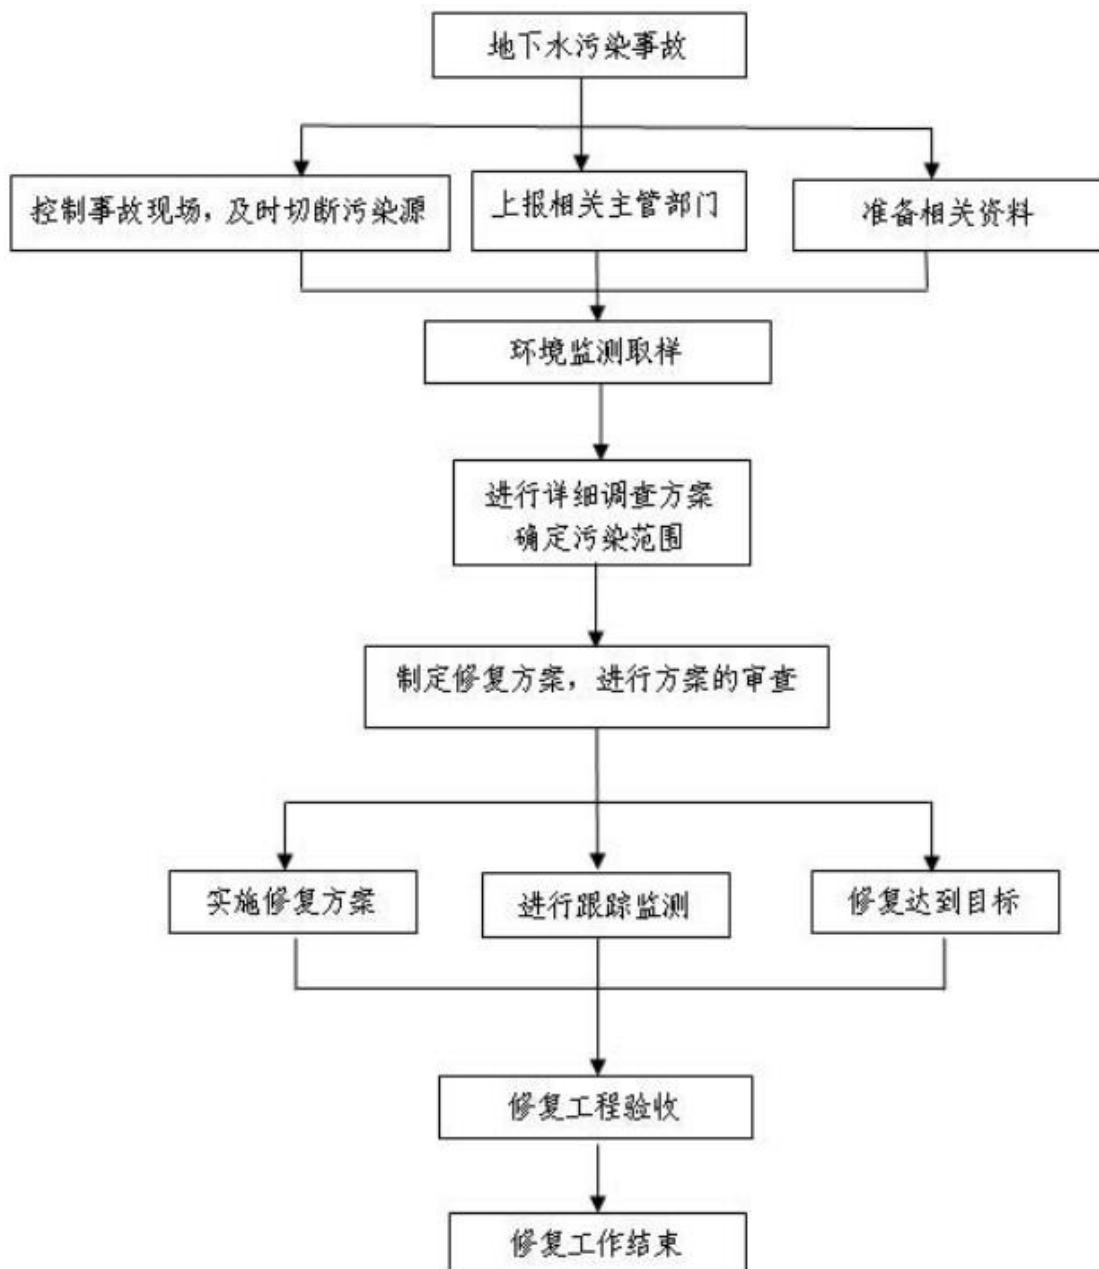 地下水污染事故
控制事故现场，及时切断污染源
上报相关主管部门
准备相关资料
环境监测取样
进行详细调查方案
确定污染范围
制定修复方案，进行方案的审查
实施修复方案
进行跟踪监测
修复达到目标
修复工程验收
修复工作结束